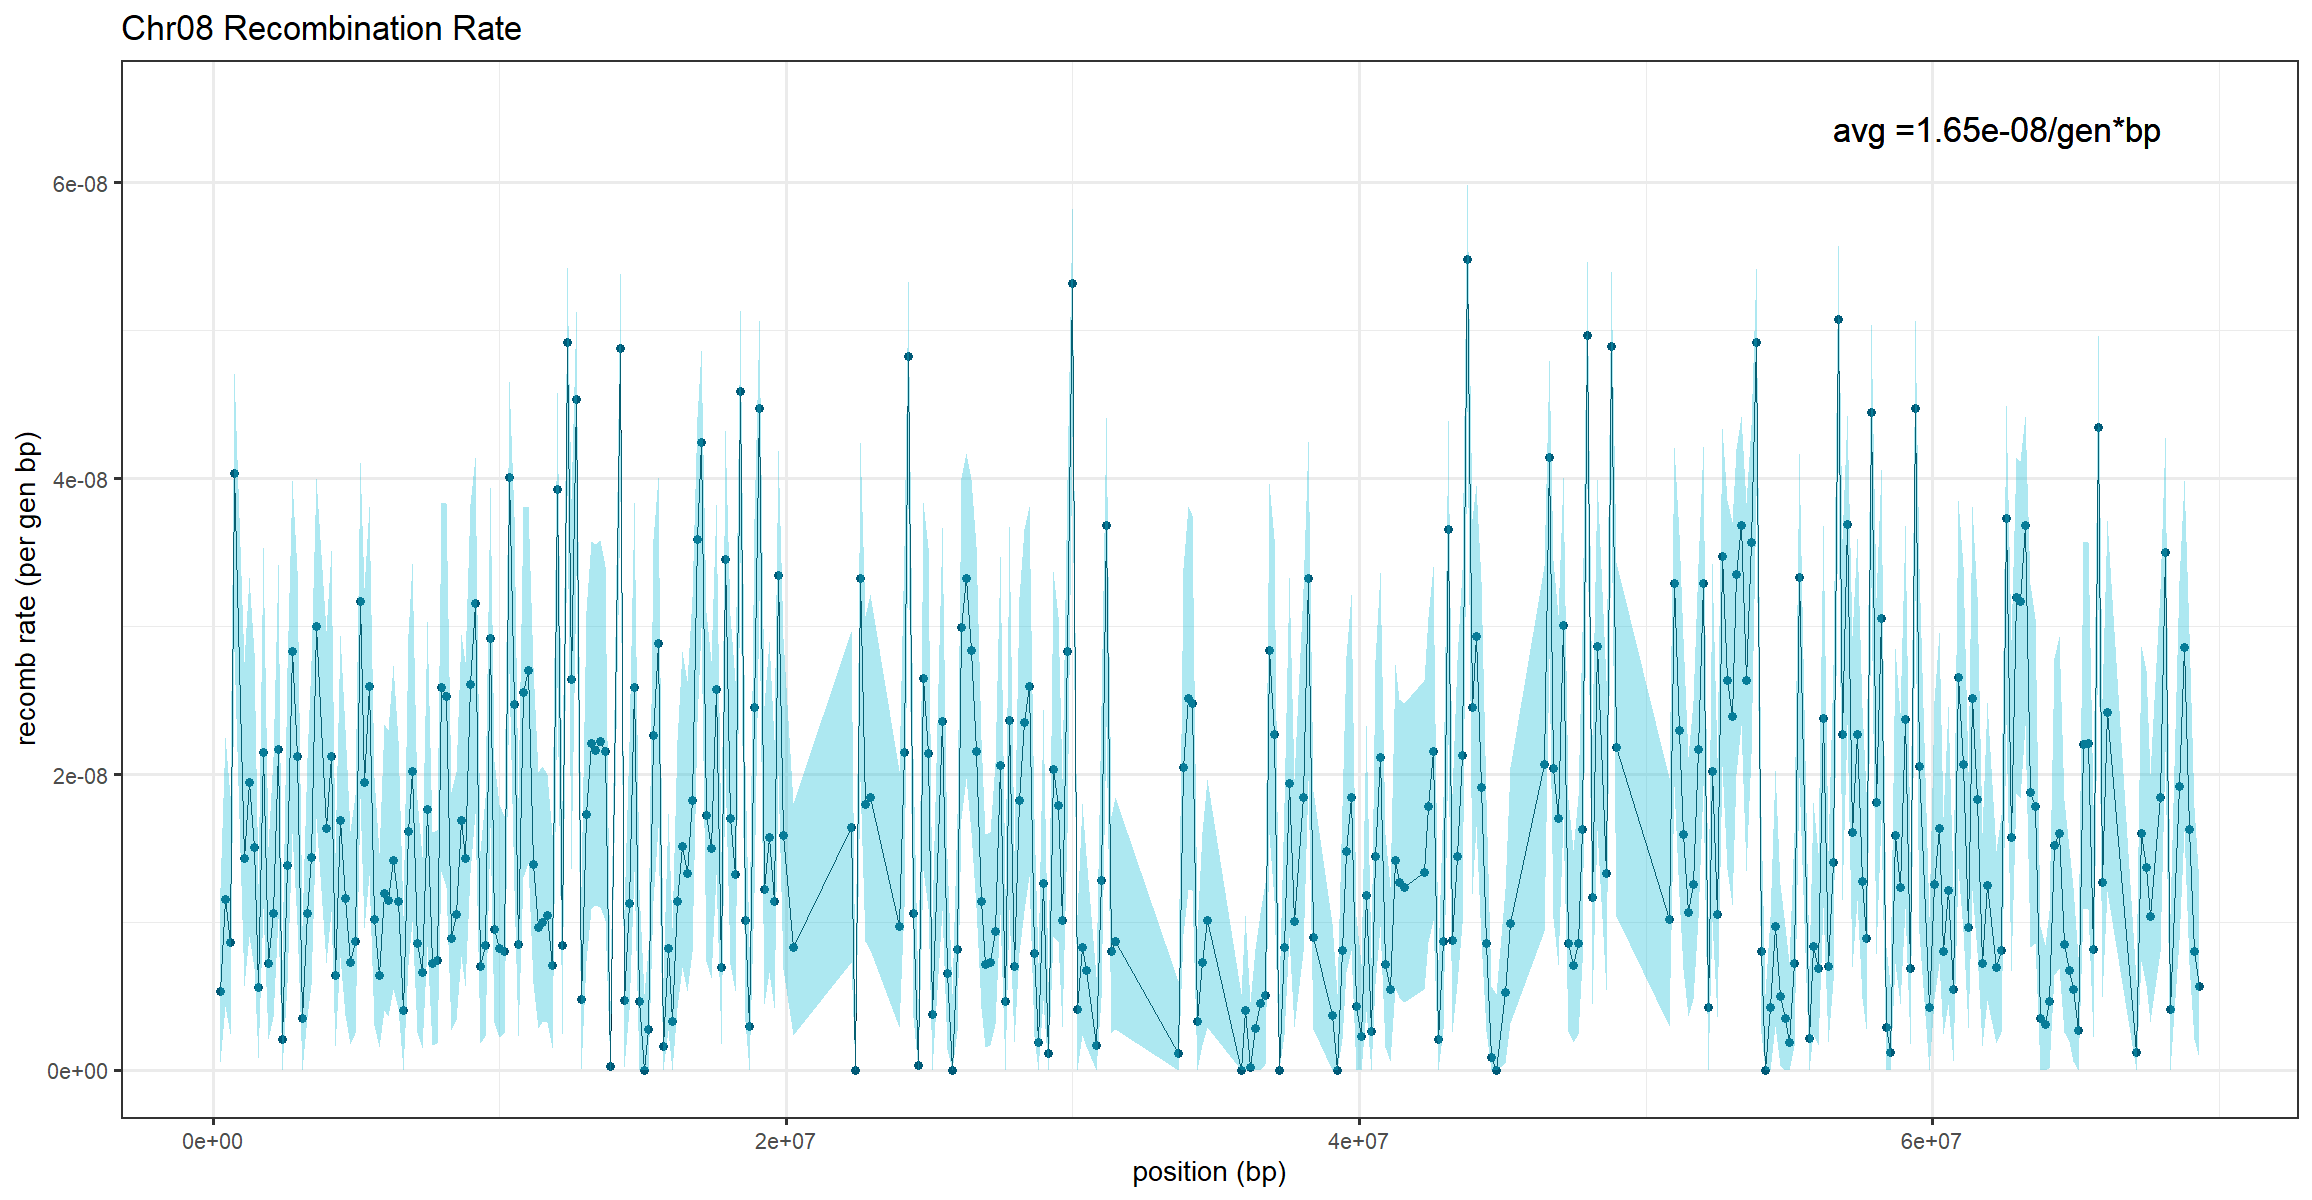 Chr08 Recombination Rate
avg =1.65e-08/gen*bp
recomb rate (per gen bp)
6e-08
4e-08
2e-08
0e+00
0e+00
2e+07
4e+07
6e+07
position (bp)